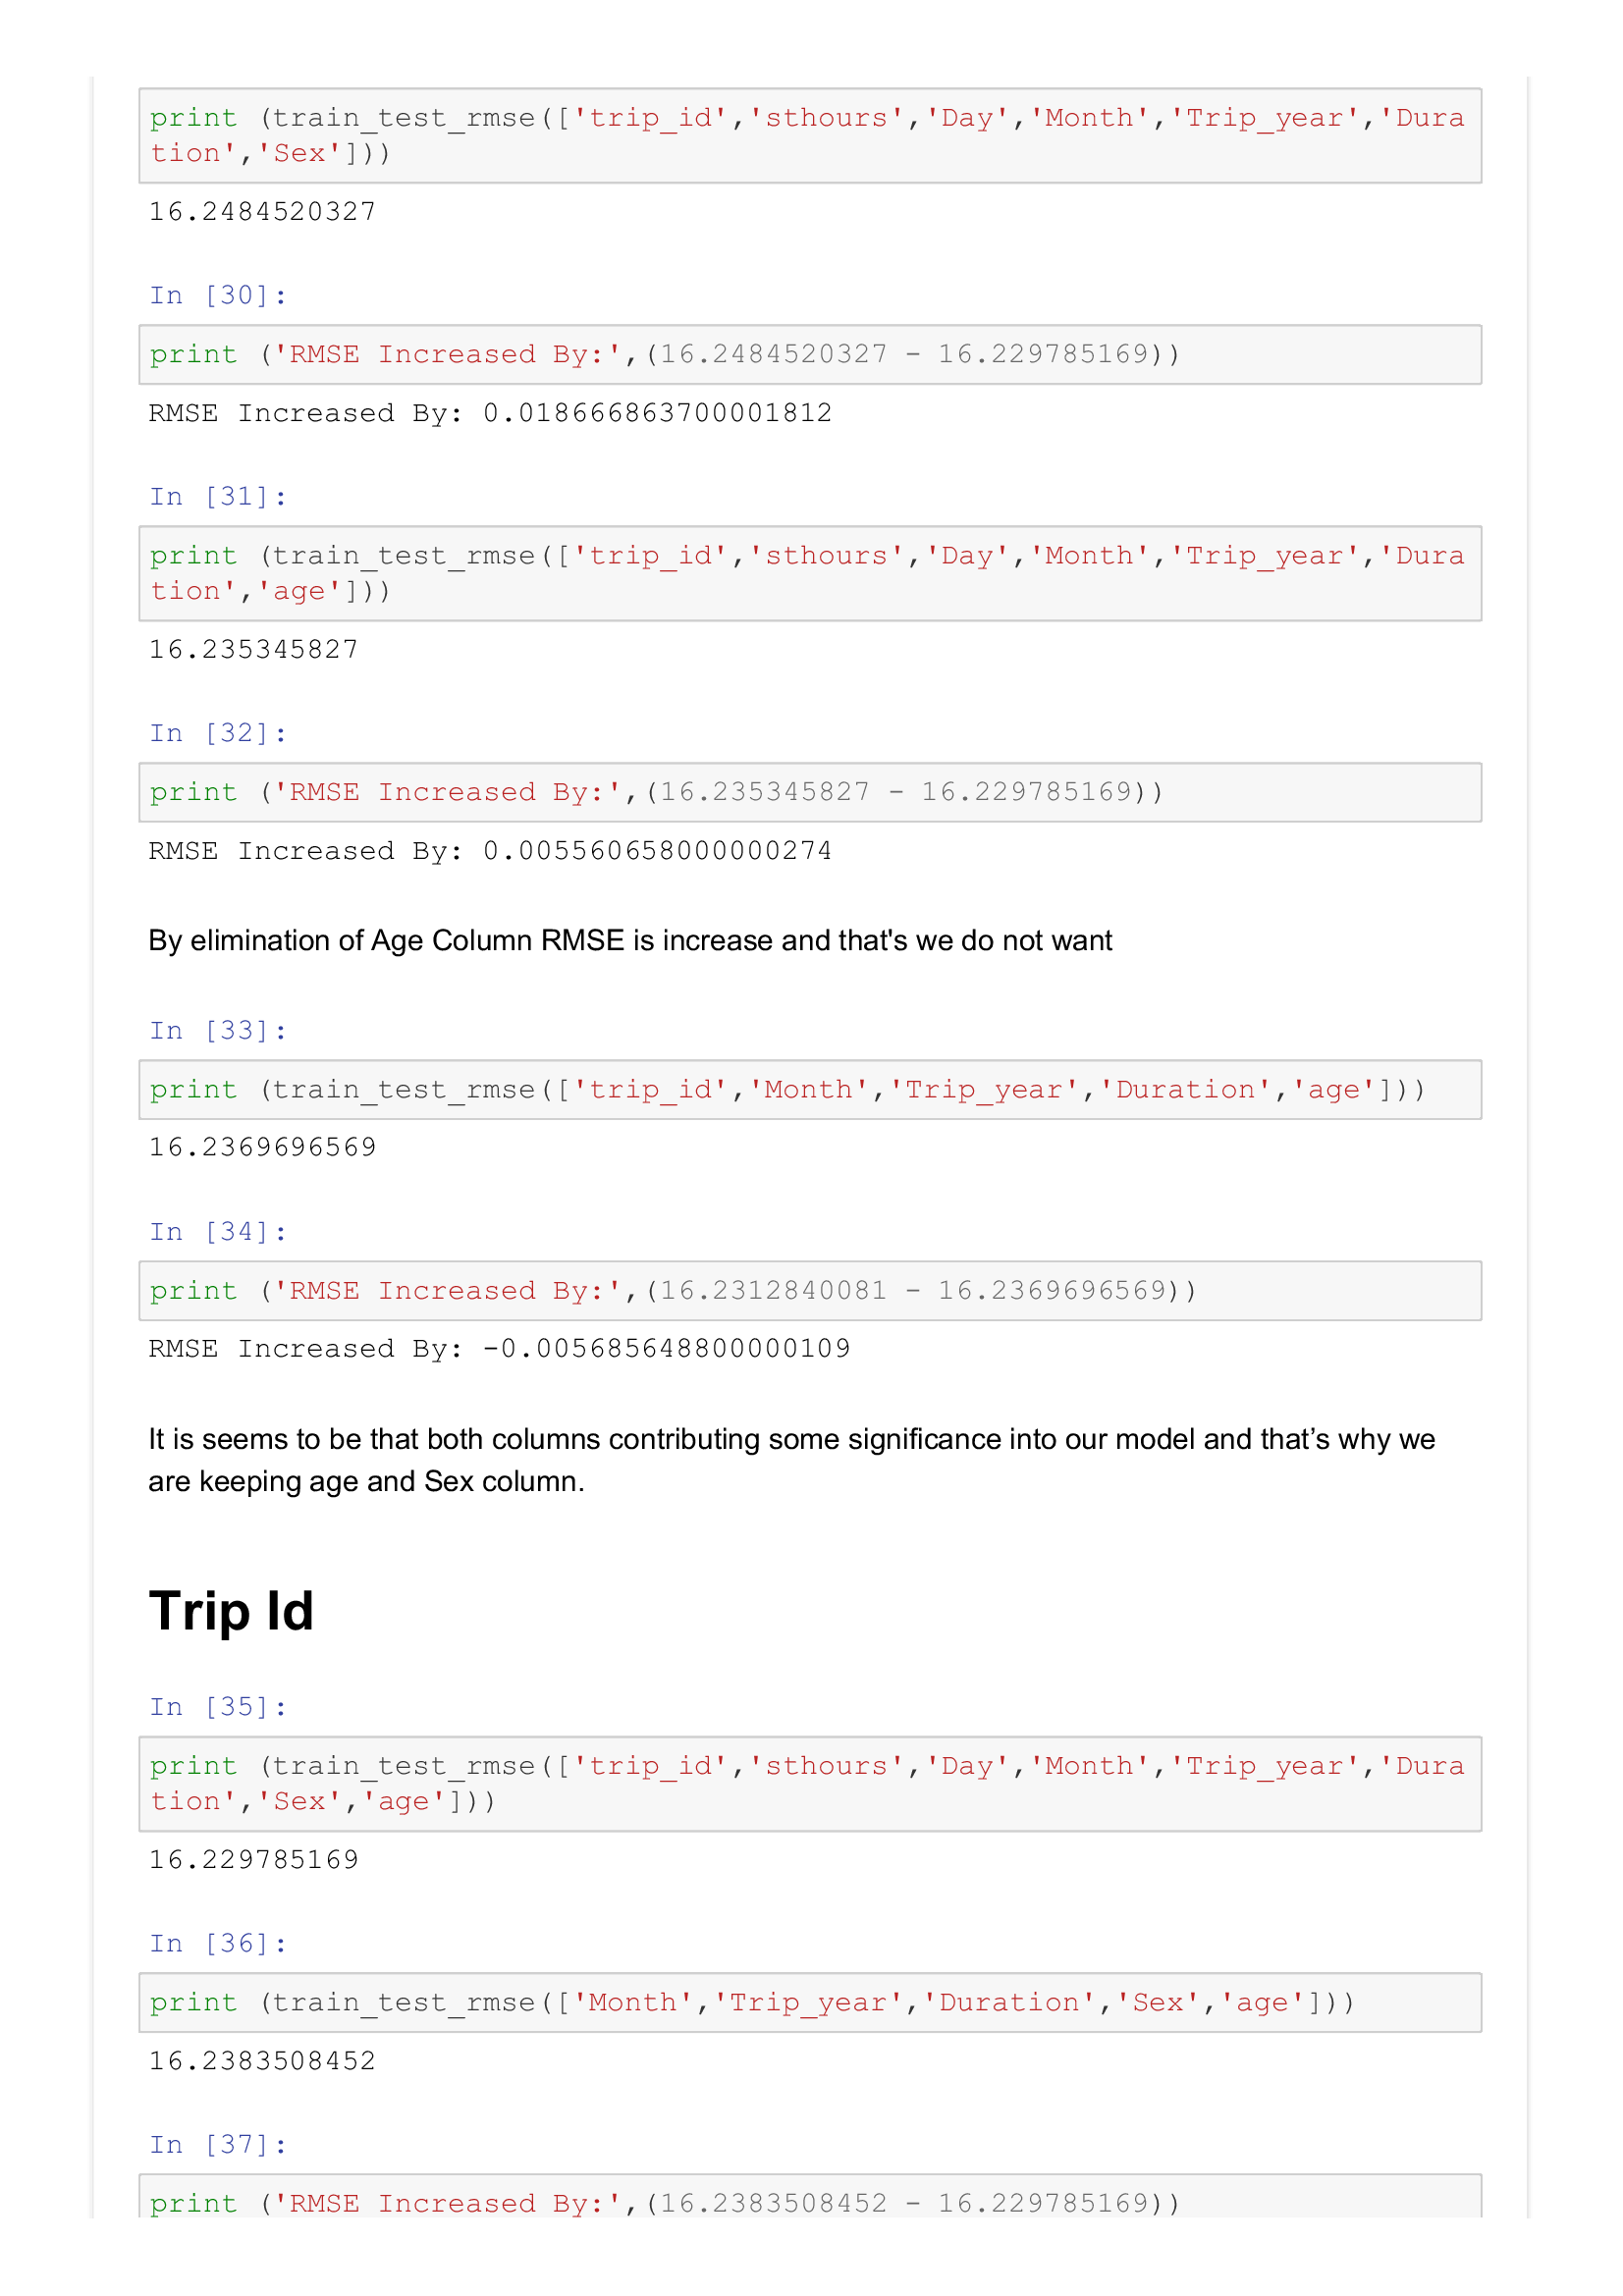 print (train_test_rmse(['trip_id','sthours','Day','Month','Trip_year','Dura
tion','Sex']))
16.2484520327
In [30]:
print ('RMSE Increased By:',(16.2484520327 - 16.229785169))
RMSE Increased By: 0.018666863700001812
In [31]:
print (train_test_rmse(['trip_id','sthours','Day','Month','Trip_year','Dura
tion','age']))
16.235345827
In [32]:
print ('RMSE Increased By:',(16.235345827 - 16.229785169))
RMSE Increased By: 0.005560658000000274
By elimination of Age Column RMSE is increase and that's we do not want
In [33]:
print (train_test_rmse(['trip_id','Month','Trip_year','Duration','age']))
16.2369696569
In [34]:
print ('RMSE Increased By:',(16.2312840081 - 16.2369696569))
RMSE Increased By: -0.005685648800000109
It is seems to be that both columns contributing some significance into our model and that’s why we
are keeping age and Sex column.
Trip Id
In [35]:
print (train_test_rmse(['trip_id','sthours','Day','Month','Trip_year','Dura
tion','Sex','age']))
16.229785169
In [36]:
print (train_test_rmse(['Month','Trip_year','Duration','Sex','age']))
16.2383508452
In [37]:
print ('RMSE Increased By:',(16.2383508452 - 16.229785169))